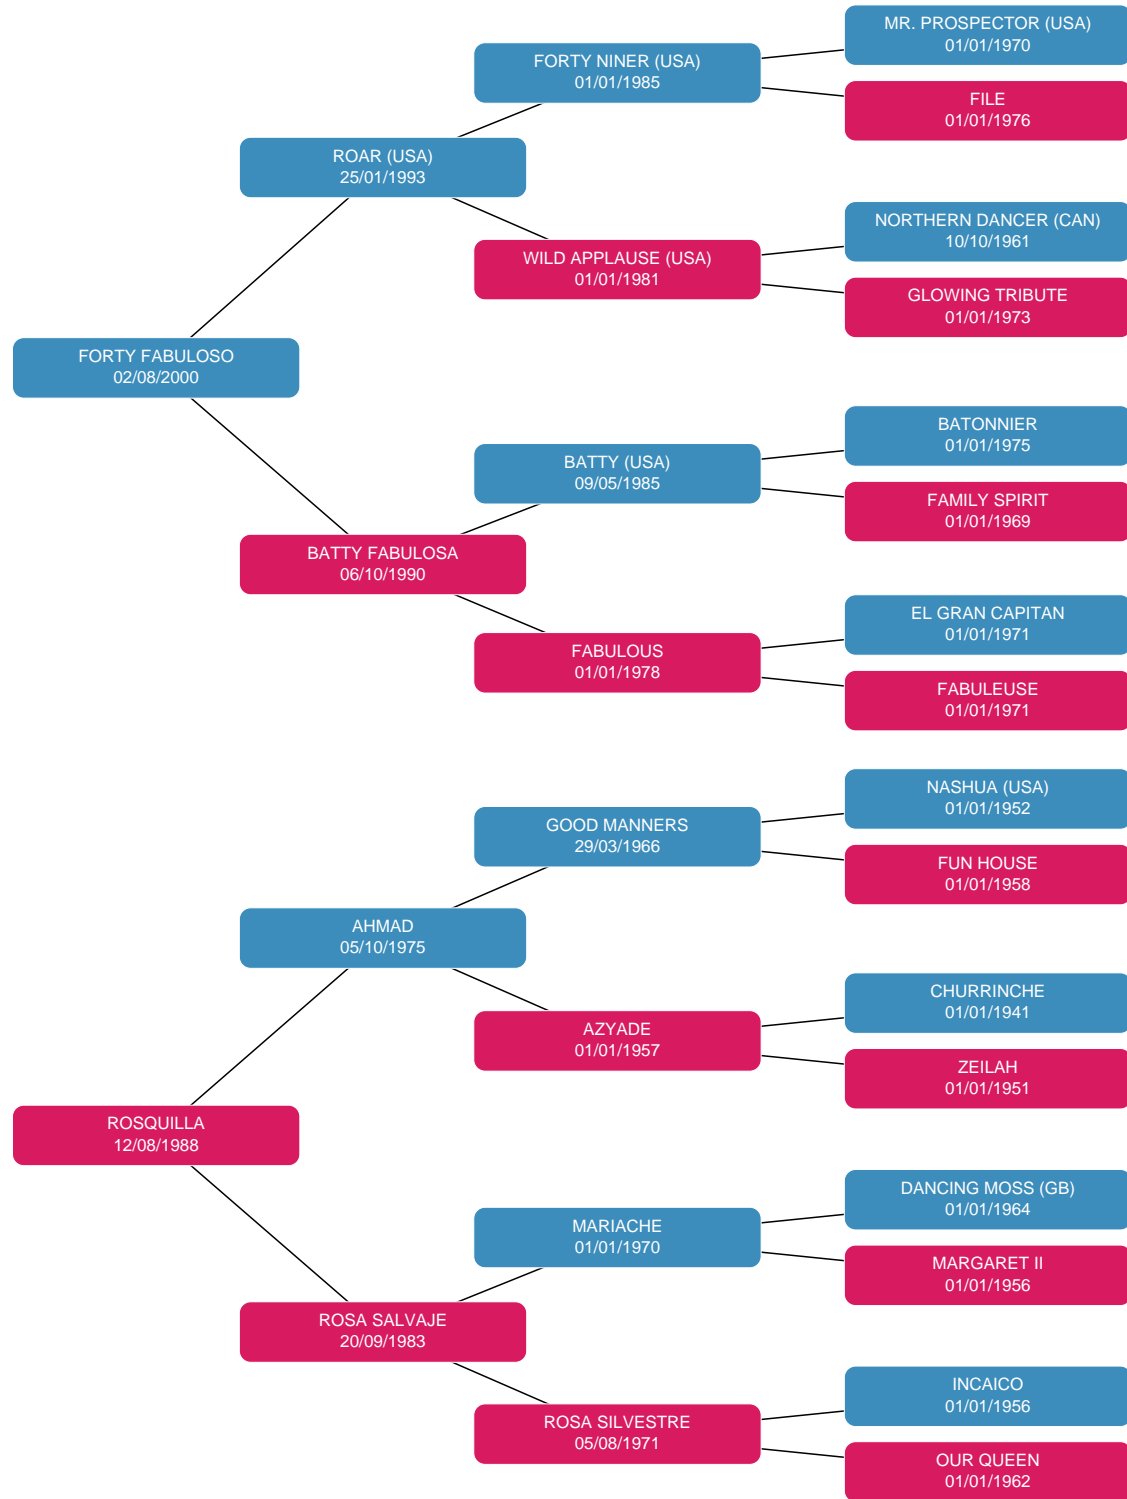 MR. PROSPECTOR (USA)
01/01/1970
FORTY NINER (USA)
01/01/1985
FILE
01/01/1976
ROAR (USA)
25/01/1993
NORTHERN DANCER (CAN)
10/10/1961
WILD APPLAUSE (USA)
01/01/1981
GLOWING TRIBUTE
01/01/1973
FORTY FABULOSO
02/08/2000
BATONNIER
01/01/1975
BATTY (USA)
09/05/1985
FAMILY SPIRIT
01/01/1969
BATTY FABULOSA
06/10/1990
EL GRAN CAPITAN
01/01/1971
FABULOUS
01/01/1978
FABULEUSE
01/01/1971
NASHUA (USA)
01/01/1952
GOOD MANNERS
29/03/1966
FUN HOUSE
01/01/1958
AHMAD
05/10/1975
CHURRINCHE
01/01/1941
AZYADE
01/01/1957
ZEILAH
01/01/1951
ROSQUILLA
12/08/1988
DANCING MOSS (GB)
01/01/1964
MARIACHE
01/01/1970
MARGARET II
01/01/1956
ROSA SALVAJE
20/09/1983
INCAICO
01/01/1956
ROSA SILVESTRE
05/08/1971
OUR QUEEN
01/01/1962